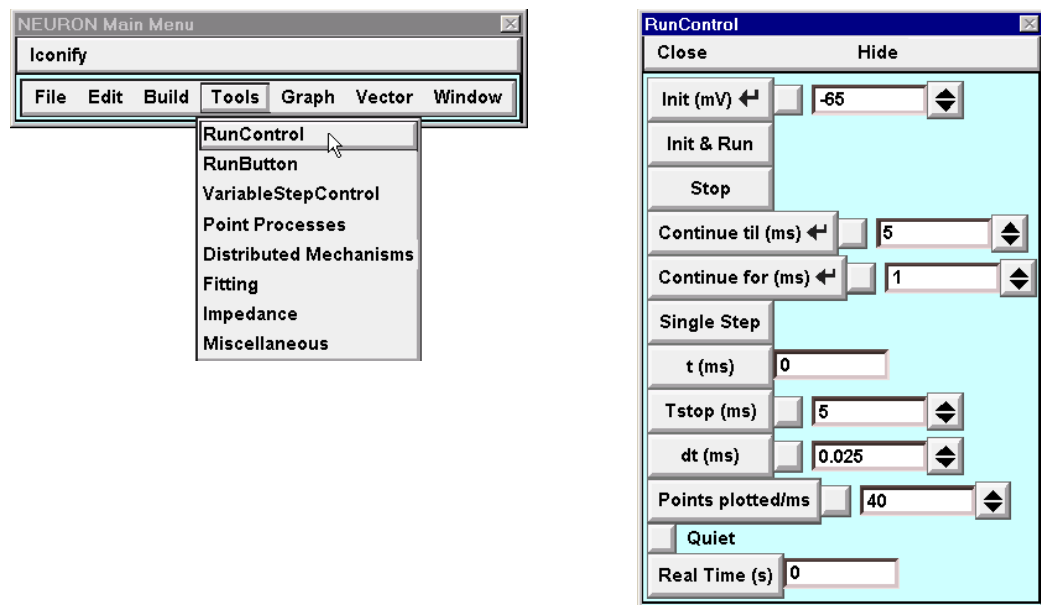 NEURON Main Menu
Iconify
File Edit Build Tools Graph Vector Window
RunControl
RunButton
VariableStepControl
Point Processes
Distributed Mechanisms
Fitting
Impedance
Miscellaneous
RunControl
Close Hide
Init (mV) -65
Init & Run
Stop
Continue til (ms) 5
Continue for (ms) 1
Single Step
t (ms) 0
Tstop (ms) 5
dt (ms) 0.025
Points plotted/ms 40
Quiet
Real Time (s) 0